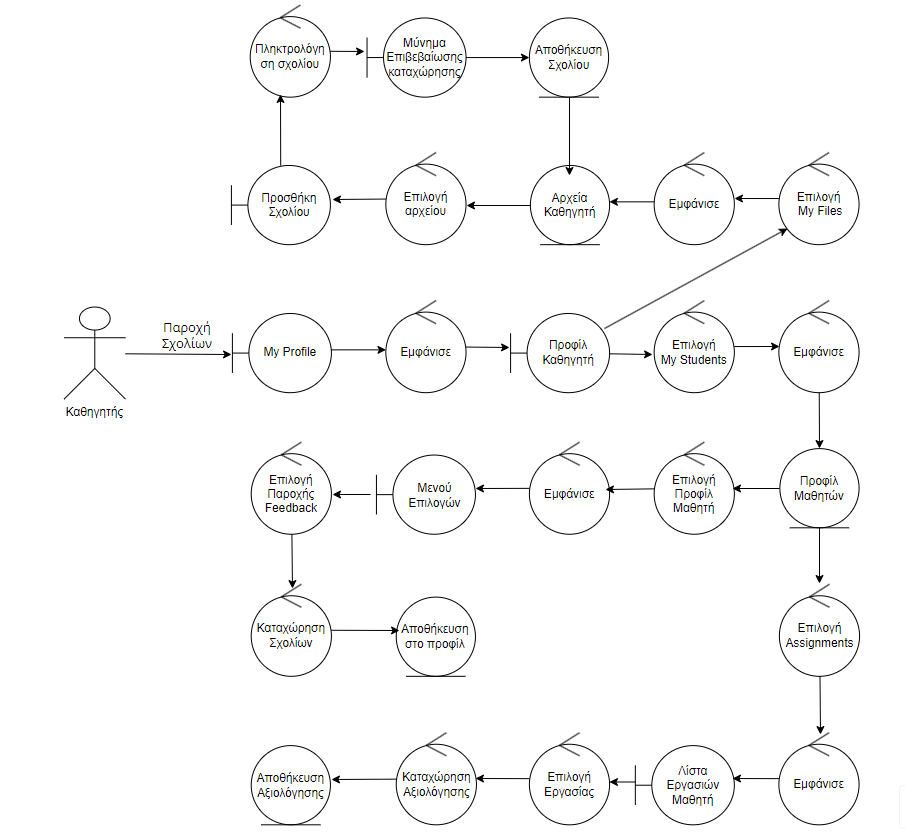 Πληκτρολόγη
ση σχολίου
Μύνημα
Επιβεβαίωσης
καταχώρησης
Αποθήκευση
Σχολίου
Προσθήκη
Σχολίου
Επιλογή
αρχείου
Αρχεία
Καθηγητή
Εμφάνισε
Επιλογή
My Files
Παροχή
Σχολίων
Καθηγητής
My Profile
Εμφάνισε
Προφίλ
Καθηγητή
Επιλογή
My Students
Εμφάνισε
Επιλογή
Παροχής
Feedback
Μενού
Επιλογών
Εμφάνισε
Επιλογή
Προφίλ
Μαθητή
Προφίλ
Μαθητών
Καταχώρηση
Σχολίων
Αποθήκευση
στο προφίλ
Επιλογή
Assignments
Αποθήκευση
Αξιολόγησης
Καταχώρηση
Αξιολόγησης
Επιλογή
Εργασίας
Λίστα
Εργασιών
Μαθητή
Εμφάνισε